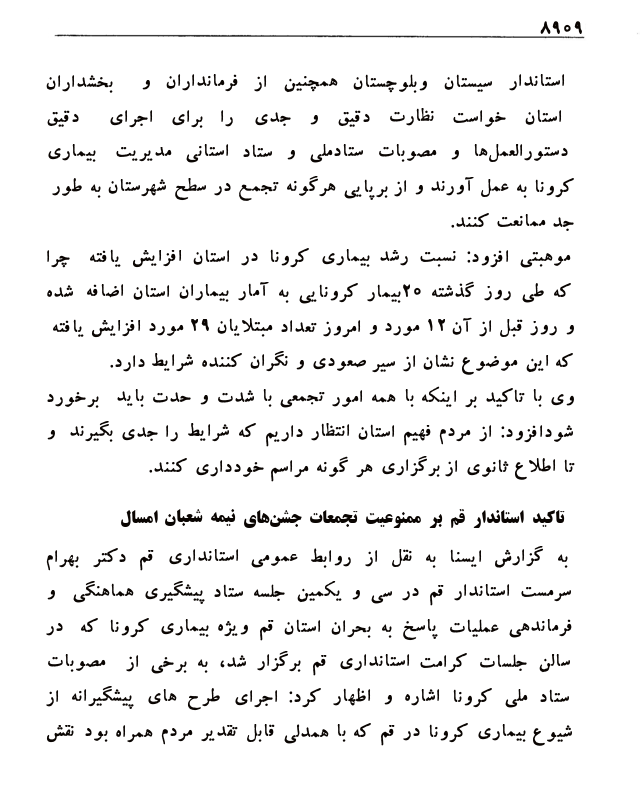 ۸۹۰۹
استاندار سیستان وبلوچستان همچنین از فرمانداران و بخشداران
استان خواست نظارت دقیق و جدی را برای اجرای دقیق
دستورالعمل‌ها و مصوبات ستادملی و ستاد استانی مدیریت بیماری
کرونا به عمل آورند و از برپایی هرگونه تجمع در سطح شهرستان به طور
جد ممانعت کنند.
موهبتی افزود: نسبت رشد بیماری کرونا در استان افزایش یافته چرا
که طی روز گذشته ۲۵بیمار کرونایی به آمار بیماران استان اضافه شده
و روز قبل از آن ۱۲ مورد و امروز تعداد مبتلایان ۲۹ مورد افزایش یافته
که این موضوع نشان از سیر صعودی و نگران کننده شرایط دارد.
وی با تاکید بر اینکه با همه امور تجمعی با شدت و حدت باید برخورد
شودافزود: از مردم فهیم استان انتظار داریم که شرایط را جدی بگیرند و
تا اطلاع ثانوی از برگزاری هر گونه مراسم خودداری کنند.
تاکید استاندار قم بر ممنوعیت تجمعات جشن‌های نیمه شعبان امسال
به گزارش ایسنا به نقل از روابط عمومی استانداری قم دکتر بهرام
سرمست استاندار قم در سی و یکمین جلسه ستاد پیشگیری هماهنگی و
فرماندهی عملیات پاسخ به بحران استان قم ویژه بیماری کرونا که در
سالن جلسات کرامت استانداری قم برگزار شد، به برخی از مصوبات
ستاد ملی کرونا اشاره و اظهار کرد: اجرای طرح های پیشگیرانه از
شیوع بیماری کرونا در قم که با همدلی قابل تقدیر مردم همراه بود نقش